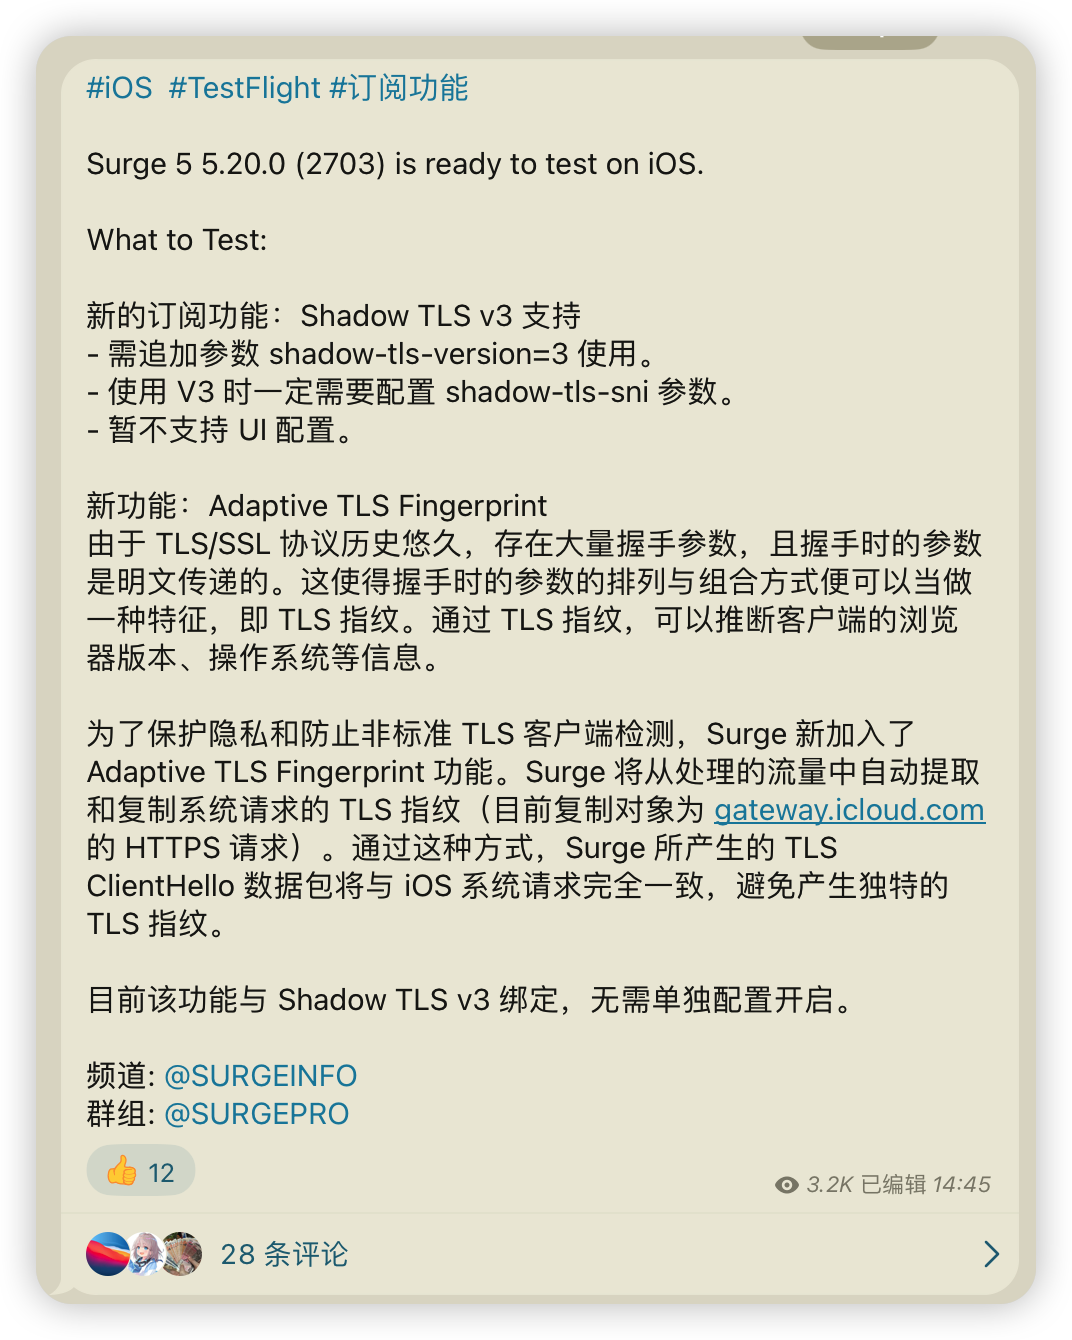 #iOS #TestFlight #订阅功能
Surge 5 5.20.0 (2703) is ready to test on iOS.
What to Test:
新的订阅功能：Shadow TLS v3 支持
- 需追加参数 shadow-tls-version=3 使用。
- 使用 V3 时一定需要配置 shadow-tls-sni 参数。
- 暂不支持 UI 配置。
新功能：Adaptive TLS Fingerprint
由于 TLS/SSL 协议历史悠久，存在大量握手参数，且握手时的参数
是明文传递的。这使得握手时的参数的排列与组合方式便可以当做
一种特征，即 TLS 指纹。通过 TLS 指纹，可以推断客户端的浏览
器版本、操作系统等信息。
为了保护隐私和防止非标准 TLS 客户端检测，Surge 新加入了
Adaptive TLS Fingerprint 功能。Surge 将从处理的流量中自动提取
和复制系统请求的 TLS 指纹（目前复制对象为 gateway.icloud.com
的 HTTPS 请求）。通过这种方式，Surge 所产生的 TLS
ClientHello 数据包将与 iOS 系统请求完全一致，避免产生独特的
TLS 指纹。
目前该功能与 Shadow TLS v3 绑定，无需单独配置开启。
频道: @SURGEINFO
群组: @SURGEPRO
👍 12
3.2K 已编辑 14:45
28 条评论